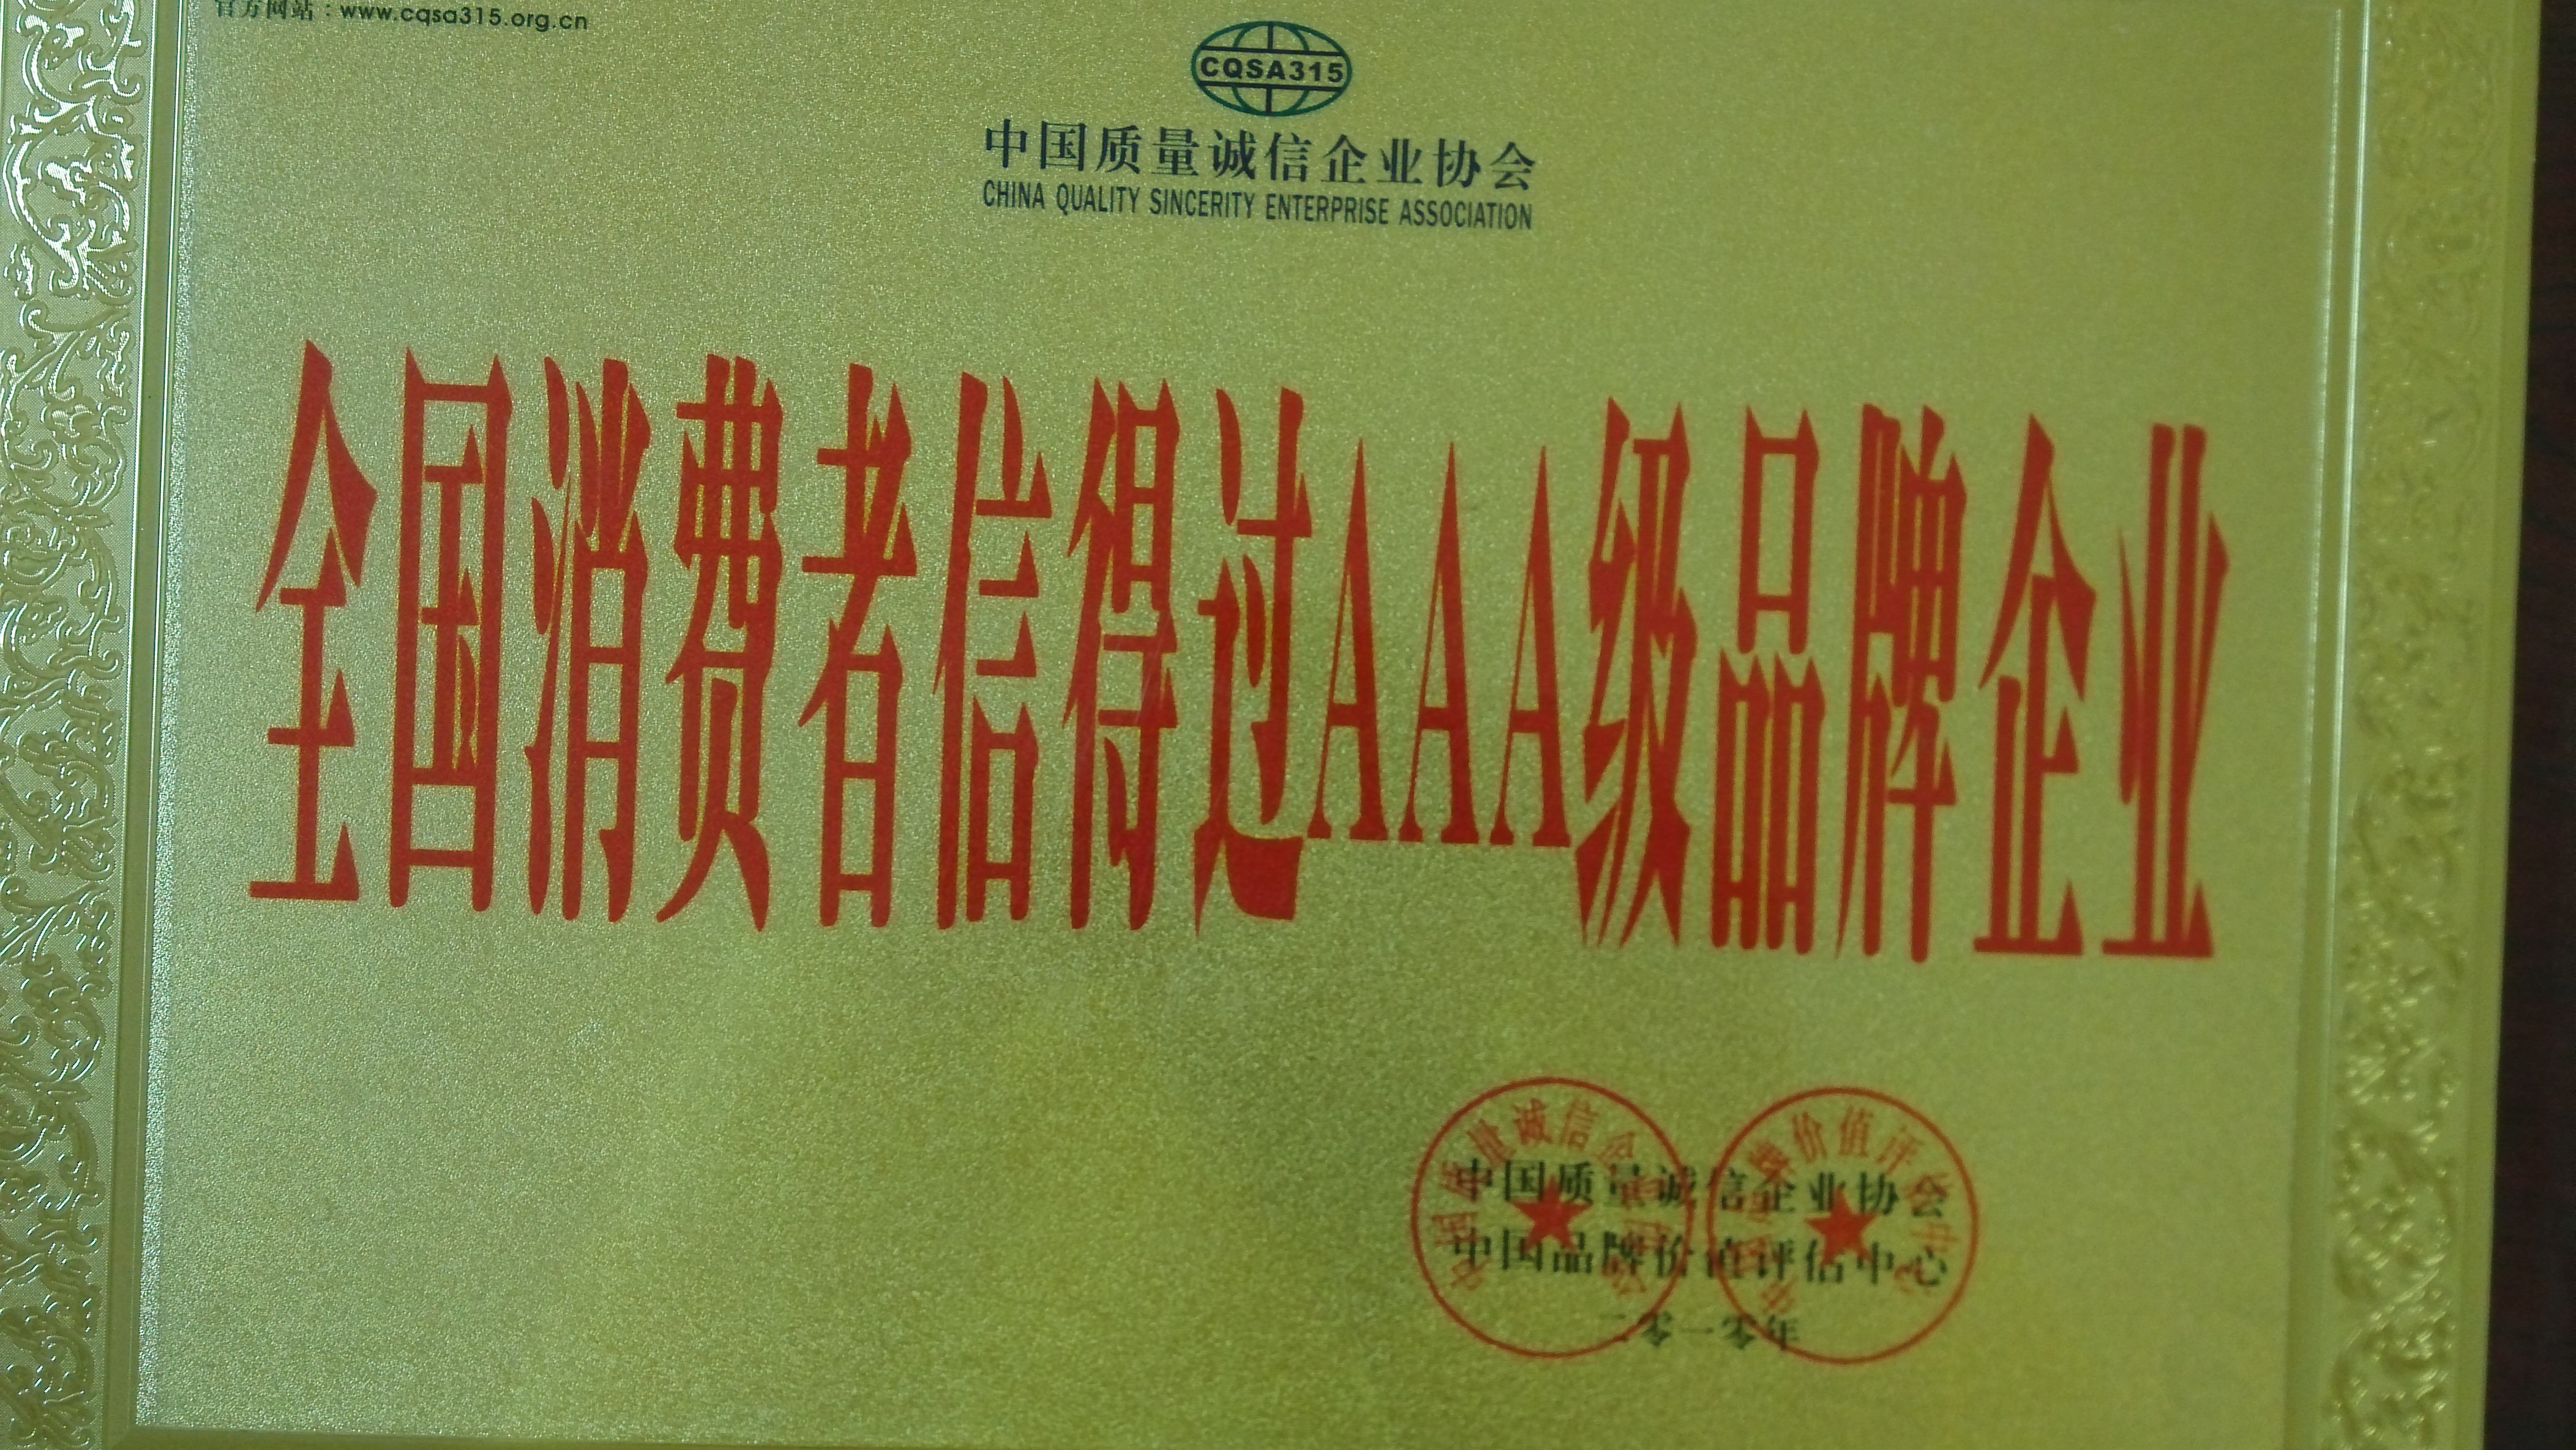 官方网站：www.cqsa315.org.cn
CQSA315
中国质量诚信企业协会
CHINA QUALITY SINCERITY ENTERPRISE ASSOCIATION
全国消费者信得过AAA级品牌企业
中国质量诚信企业协会
中国品牌价值评估中心
二零一零年